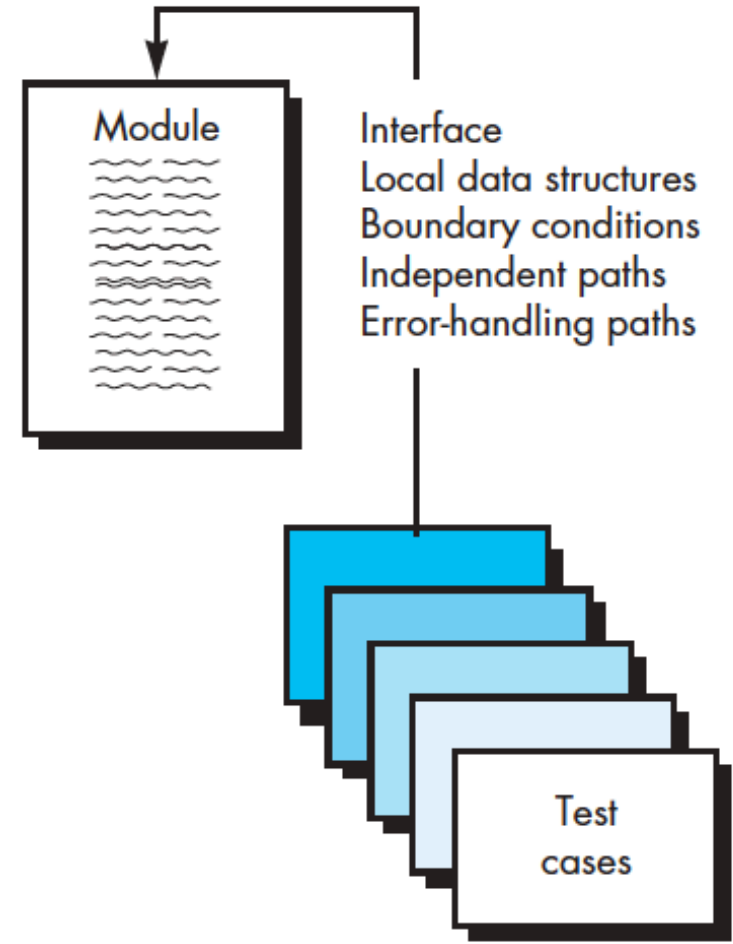 Module
Interface
Local data structures
Boundary conditions
Independent paths
Error-handling paths
Test
cases